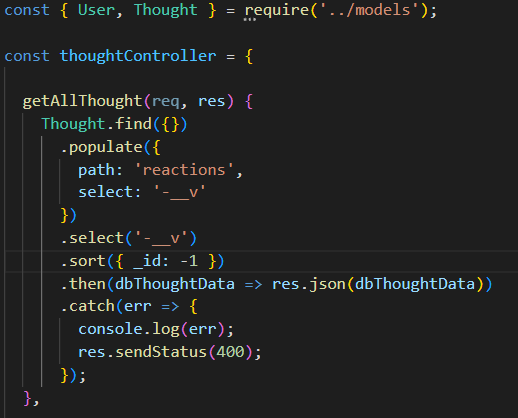 const { User, Thought } = require('../models');
const thoughtController = {
getAllThought(req, res) {
Thought.find({})
.populate({
path: 'reactions',
select: '-__v'
})
.select('-__v')
.sort({ _id: -1 })
.then(dbThoughtData => res.json(dbThoughtData))
.catch(err => {
console.log(err);
res.sendStatus(400);
});
},